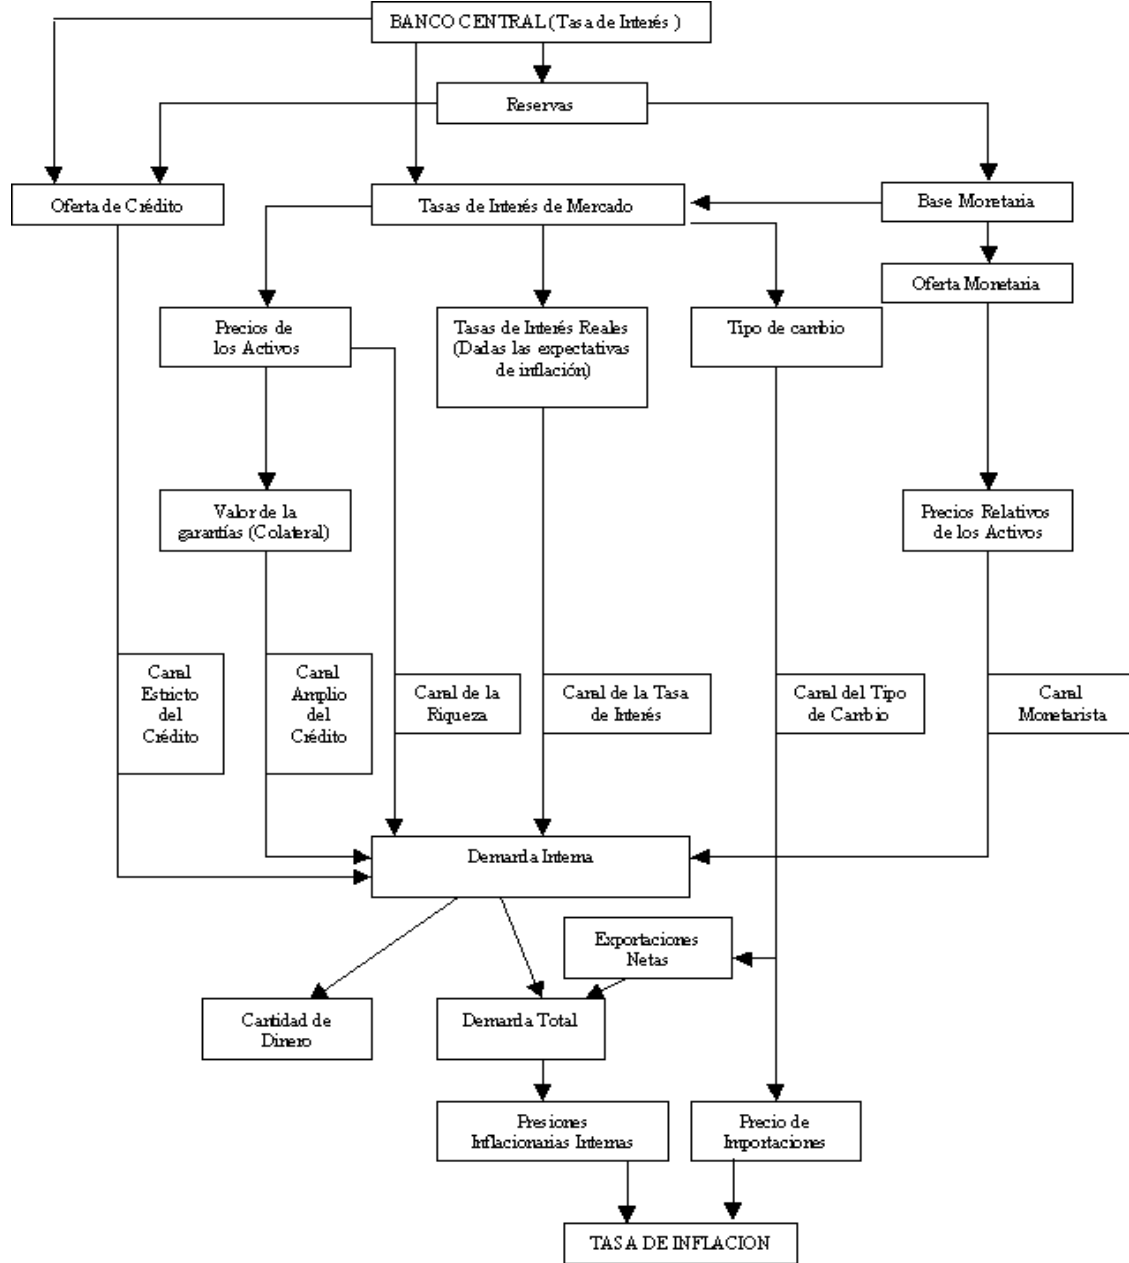 BANCO CENTRAL (Tasa de Interés )
Reservas
Oferta de Crédito
Tasas de Interés de Mercado
Base Monetaria
Oferta Monetaria
Precios de
los Activos
Tasas de Interés Reales
(Dadas las expectativas
de inflación)
Tipo de cambio
Valor de la
garantías (Colateral)
Precios Relativos
de los Activos
Canal
Estricto
del
Crédito
Canal
Amplio
del
Crédito
Canal de la
Riqueza
Canal de la Tasa
de Interés
Canal del Tipo
de Cambio
Canal
Monetarista
Demanda Interna
Exportaciones
Netas
Cantidad de
Dinero
Demanda Total
Presiones
Inflacionarias Internas
Precio de
Importaciones
TASA DE INFLACION